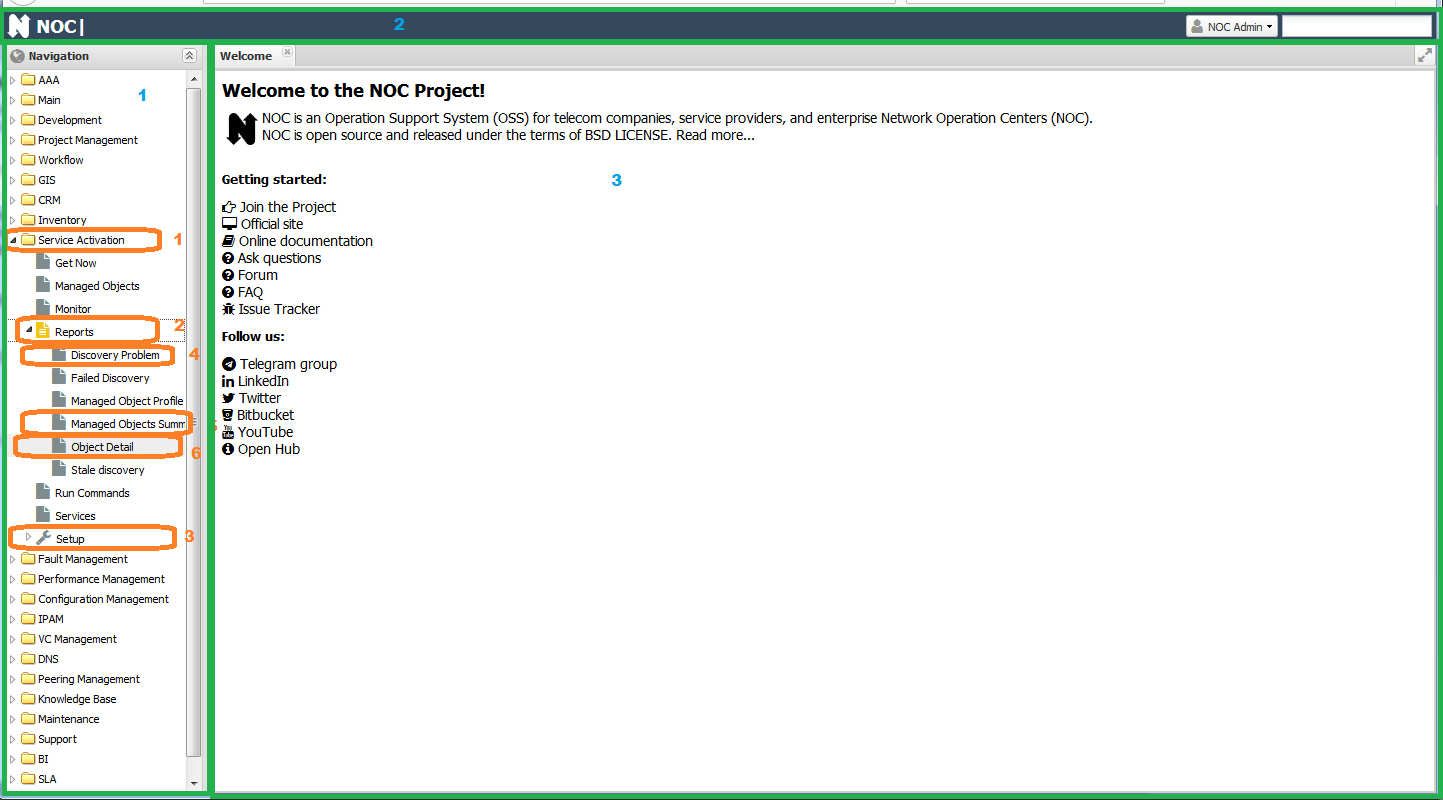 NOC|
2
NOC Admin
Navigation
1
AAA
Main
Development
Project Management
Workflow
GIS
CRM
Inventory
Service Activation 1
Get Now
Managed Objects
Monitor
Reports 2
Discovery Problem 4
Failed Discovery
Managed Object Profile
Managed Objects Summ
Object Detail 6
Stale discovery
Run Commands
Services
Setup 3
Fault Management
Performance Management
Configuration Management
IPAM
VC Management
DNS
Peering Management
Knowledge Base
Maintenance
Support
BI
SLA
Welcome
Welcome to the NOC Project!
NOC is an Operation Support System (OSS) for telecom companies, service providers, and enterprise Network Operation Centers (NOC).
NOC is open source and released under the terms of BSD LICENSE. Read more...
3
Getting started:
Join the Project
Official site
Online documentation
Ask questions
Forum
FAQ
Issue Tracker
Follow us:
Telegram group
LinkedIn
Twitter
Bitbucket
YouTube
Open Hub